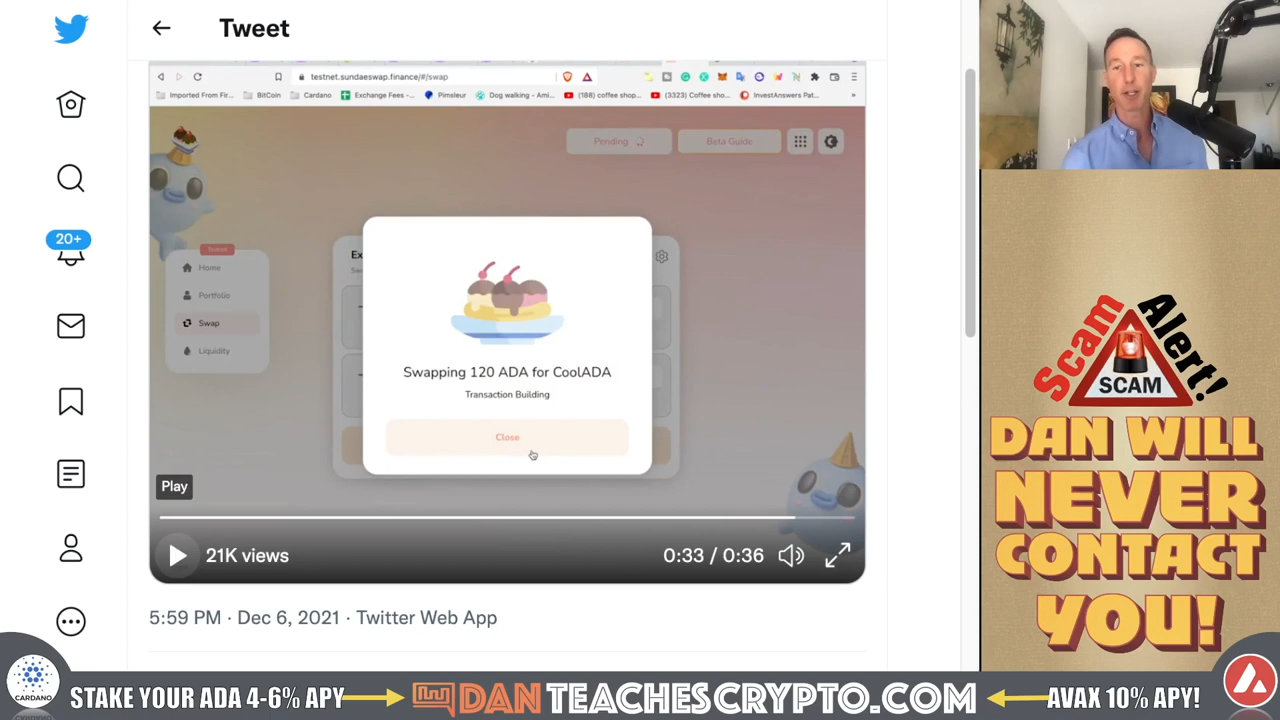 Tweet
testnet.sundaeswap.finance/#/swap
Imported From Fir... BitCoin Cardano Exchange Fees -... Pimsleur Dog walking - Ami... (188) coffee shop... (3323) Coffee sho... InvestAnswers Pat...
»
Pending
Beta Guide
20+
Testnet
Home
Portfolio
Swap
Liquidity
Ex
Swapping 120 ADA for CoolADA
Transaction Building
Close
Play
21K views
0:33 / 0:36
5:59 PM · Dec 6, 2021 · Twitter Web App
Scam Alert!
SCAM
DAN WILL
NEVER
CONTACT
YOU!
CARDANO
STAKE YOUR ADA 4-6% APY
DANTEACHESCRYPTO.COM
AVAX 10% APY!